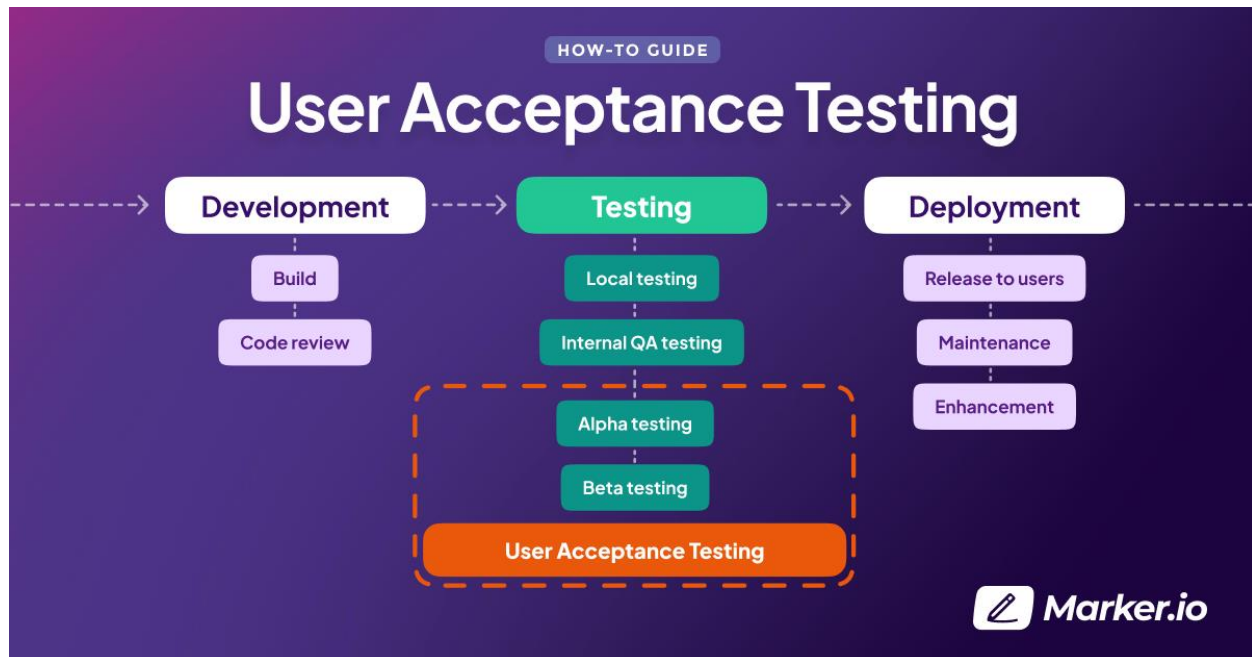 HOW-TO GUIDE
User Acceptance Testing
Development
Build
Code review
Testing
Local testing
Internal QA testing
Alpha testing
Beta testing
User Acceptance Testing
Deployment
Release to users
Maintenance
Enhancement
Marker.io